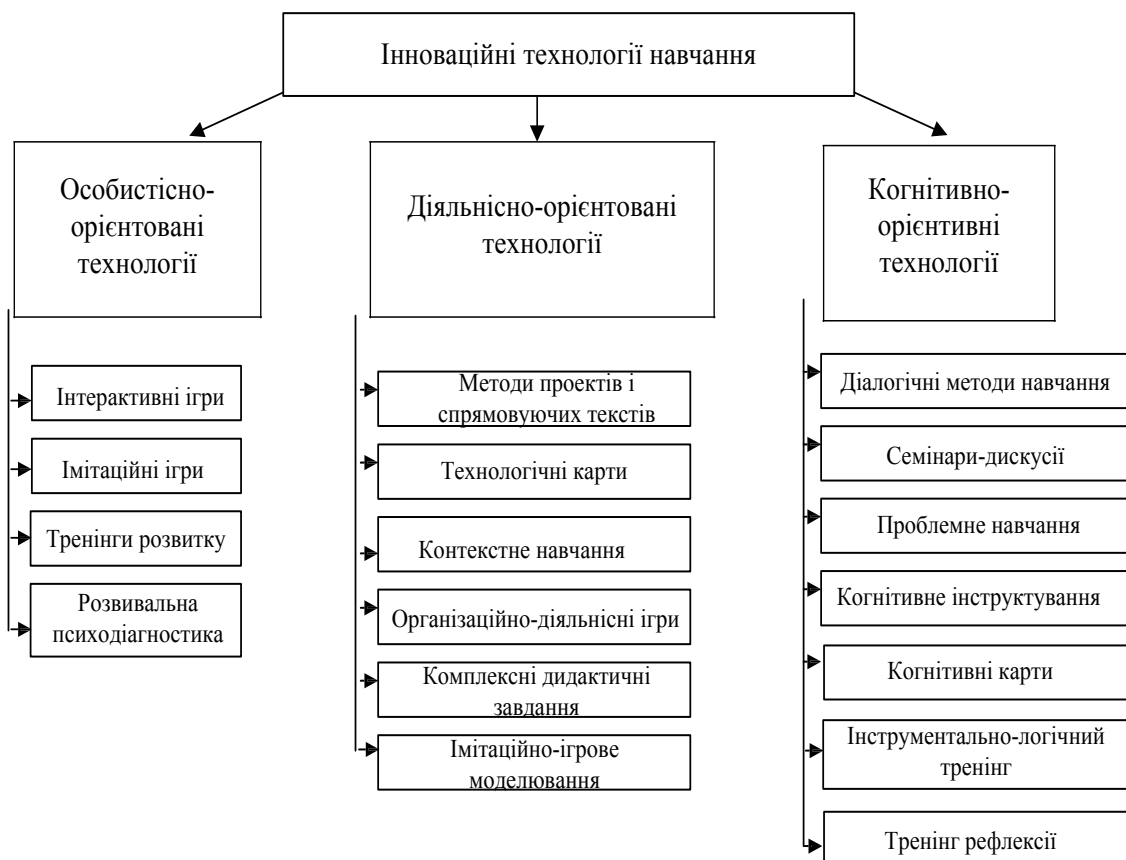 Інноваційні технології навчання
Особистісно-
орієнтовані
технології
Інтерактивні ігри
Імітаційні ігри
Тренінги розвитку
Розвивальна
психодіагностика
Діяльнісно-орієнтовані
технології
Методи проектів і
спрямовуючих текстів
Технологічні карти
Контекстне навчання
Організаційно-діяльнісні ігри
Комплексні дидактичні
завдання
Імітаційно-ігрове
моделювання
Когнітивно-
орієнтивні
технології
Діалогічні методи навчання
Семінари-дискусії
Проблемне навчання
Когнітивне інструктування
Когнітивні карти
Інструментально-логічний
тренінг
Тренінг рефлексії